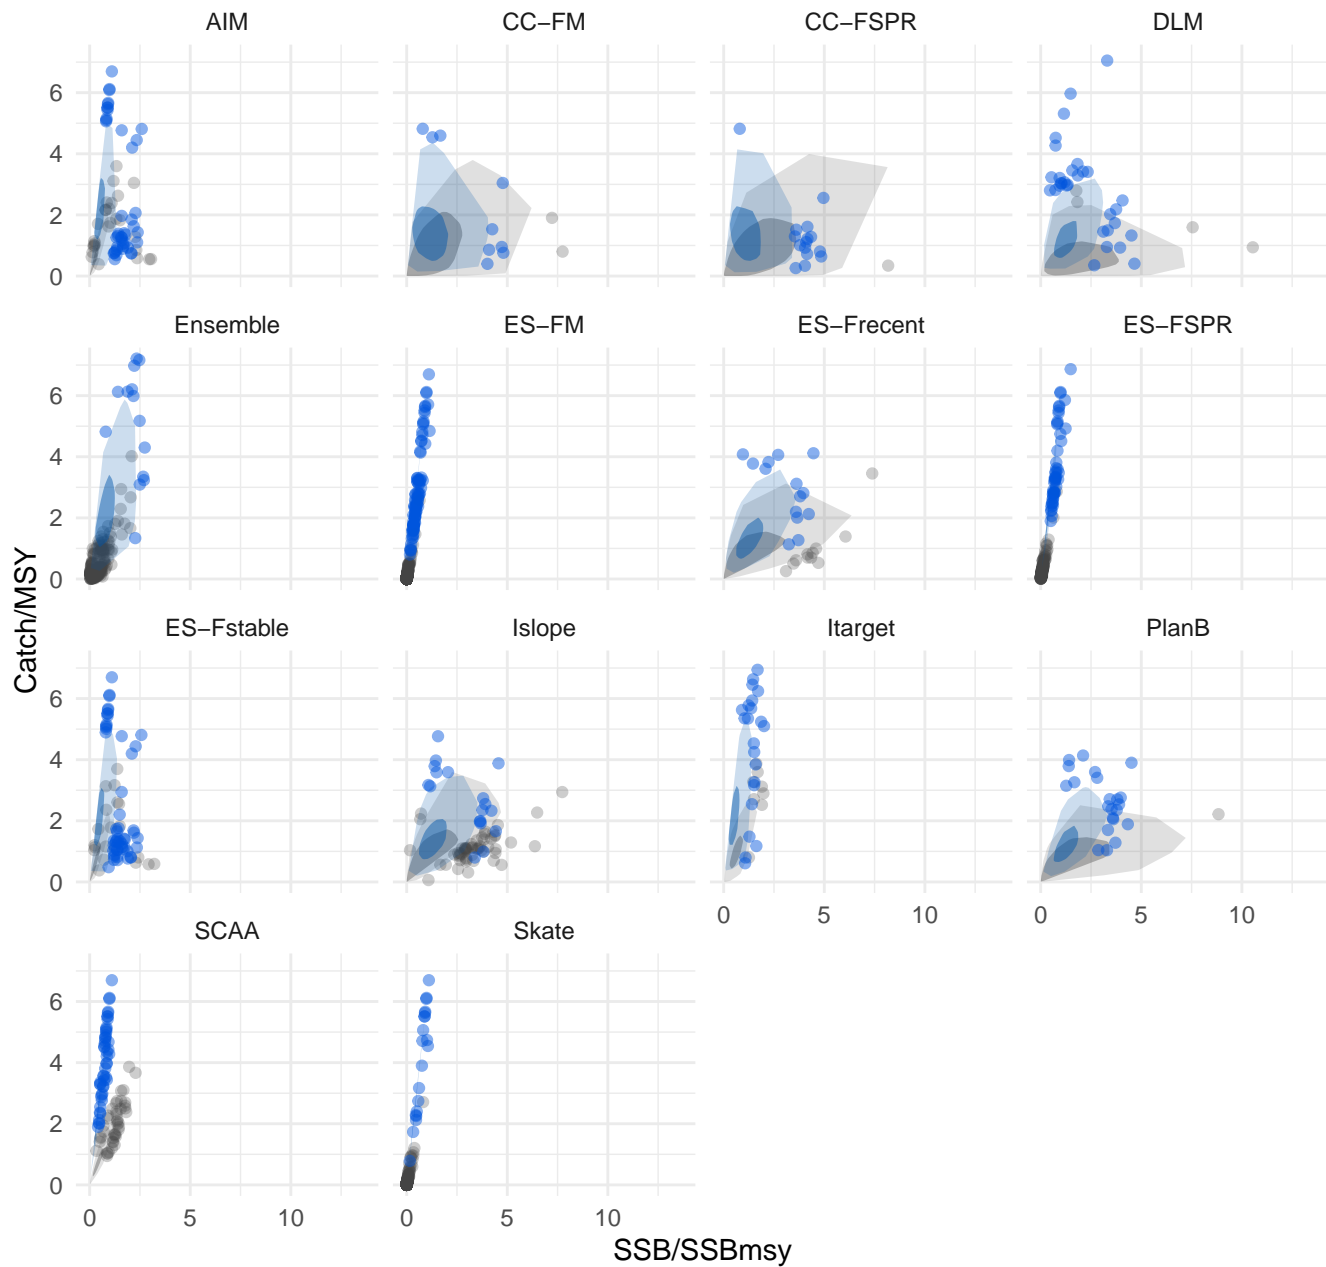 AIM CC−FM CC−FSPR DLM
6
4
2
0
Ensemble ES−FM ES−Frecent ES−FSPR
6
4
2
0
Catch/MSY
ES−Fstable Islope Itarget PlanB
6
4
2
0
0 5 10 0 5 10
SCAA Skate
6
4
2
0
0 5 10 0 5 10
SSB/SSBmsy